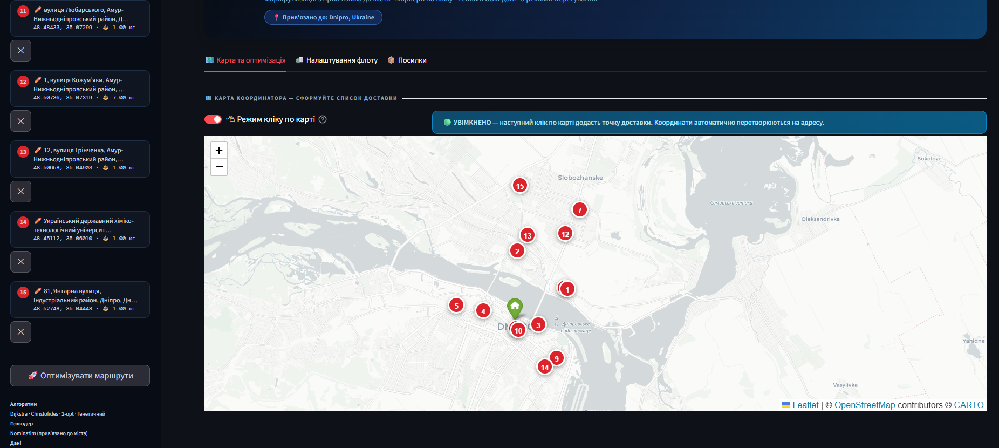 11 вулиця Любарського, Амур-
Нижньодніпровський район, Д…
48.48433, 35.07299 · 1.00 кг
12 1, вулиця Кожум'яки, Амур-
Нижньодніпровський район, …
48.50736, 35.07319 · 7.00 кг
13 12, вулиця Грінченка, Амур-
Нижньодніпровський район,…
48.50658, 35.04903 · 1.00 кг
14 Український державний хіміко-
технологічний університ…
48.45112, 35.06010 · 1.00 кг
15 81, Янтарна вулиця,
Індустріальний район, Дніпро, Дн…
48.52748, 35.04448 · 1.00 кг
Оптимізувати маршрути
Алгоритми
Dijkstra · Christofides · 2-opt · Генетичний
Геокодер
Nominatim (прив'язано до міста)
Дані
Прив'язано до: Dnipro, Ukraine
Карта та оптимізація Налаштування флоту Посилки
КАРТА КООРДИНАТОРА — СФОРМУЙТЕ СПИСОК ДОСТАВКИ
Режим кліку по карті ?
УВІМКНЕНО — наступний клік по карті додасть точку доставки. Координати автоматично перетворюються на адресу.
+
−
Sokolove
Slobozhanske
15
Самарська затока
7
Oleksandrivka
12
13
2
1
5
4
3
10
Дніпровське
водосховище
Yahidne
9
14
Vasylivka
Leaflet | © OpenStreetMap contributors © CARTO